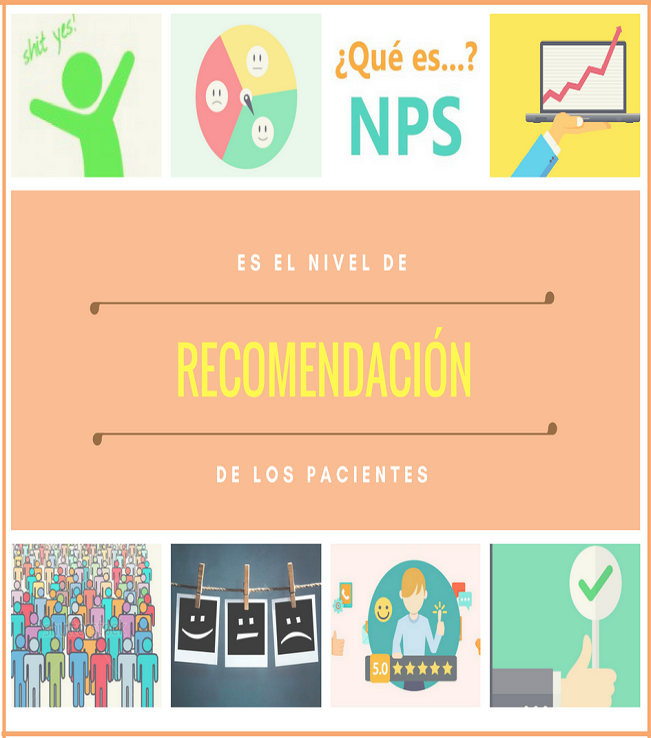 shit yes!
¿Qué es...?
NPS
ES EL NIVEL DE
RECOMENDACIÓN
DE LOS PACIENTES
5.0